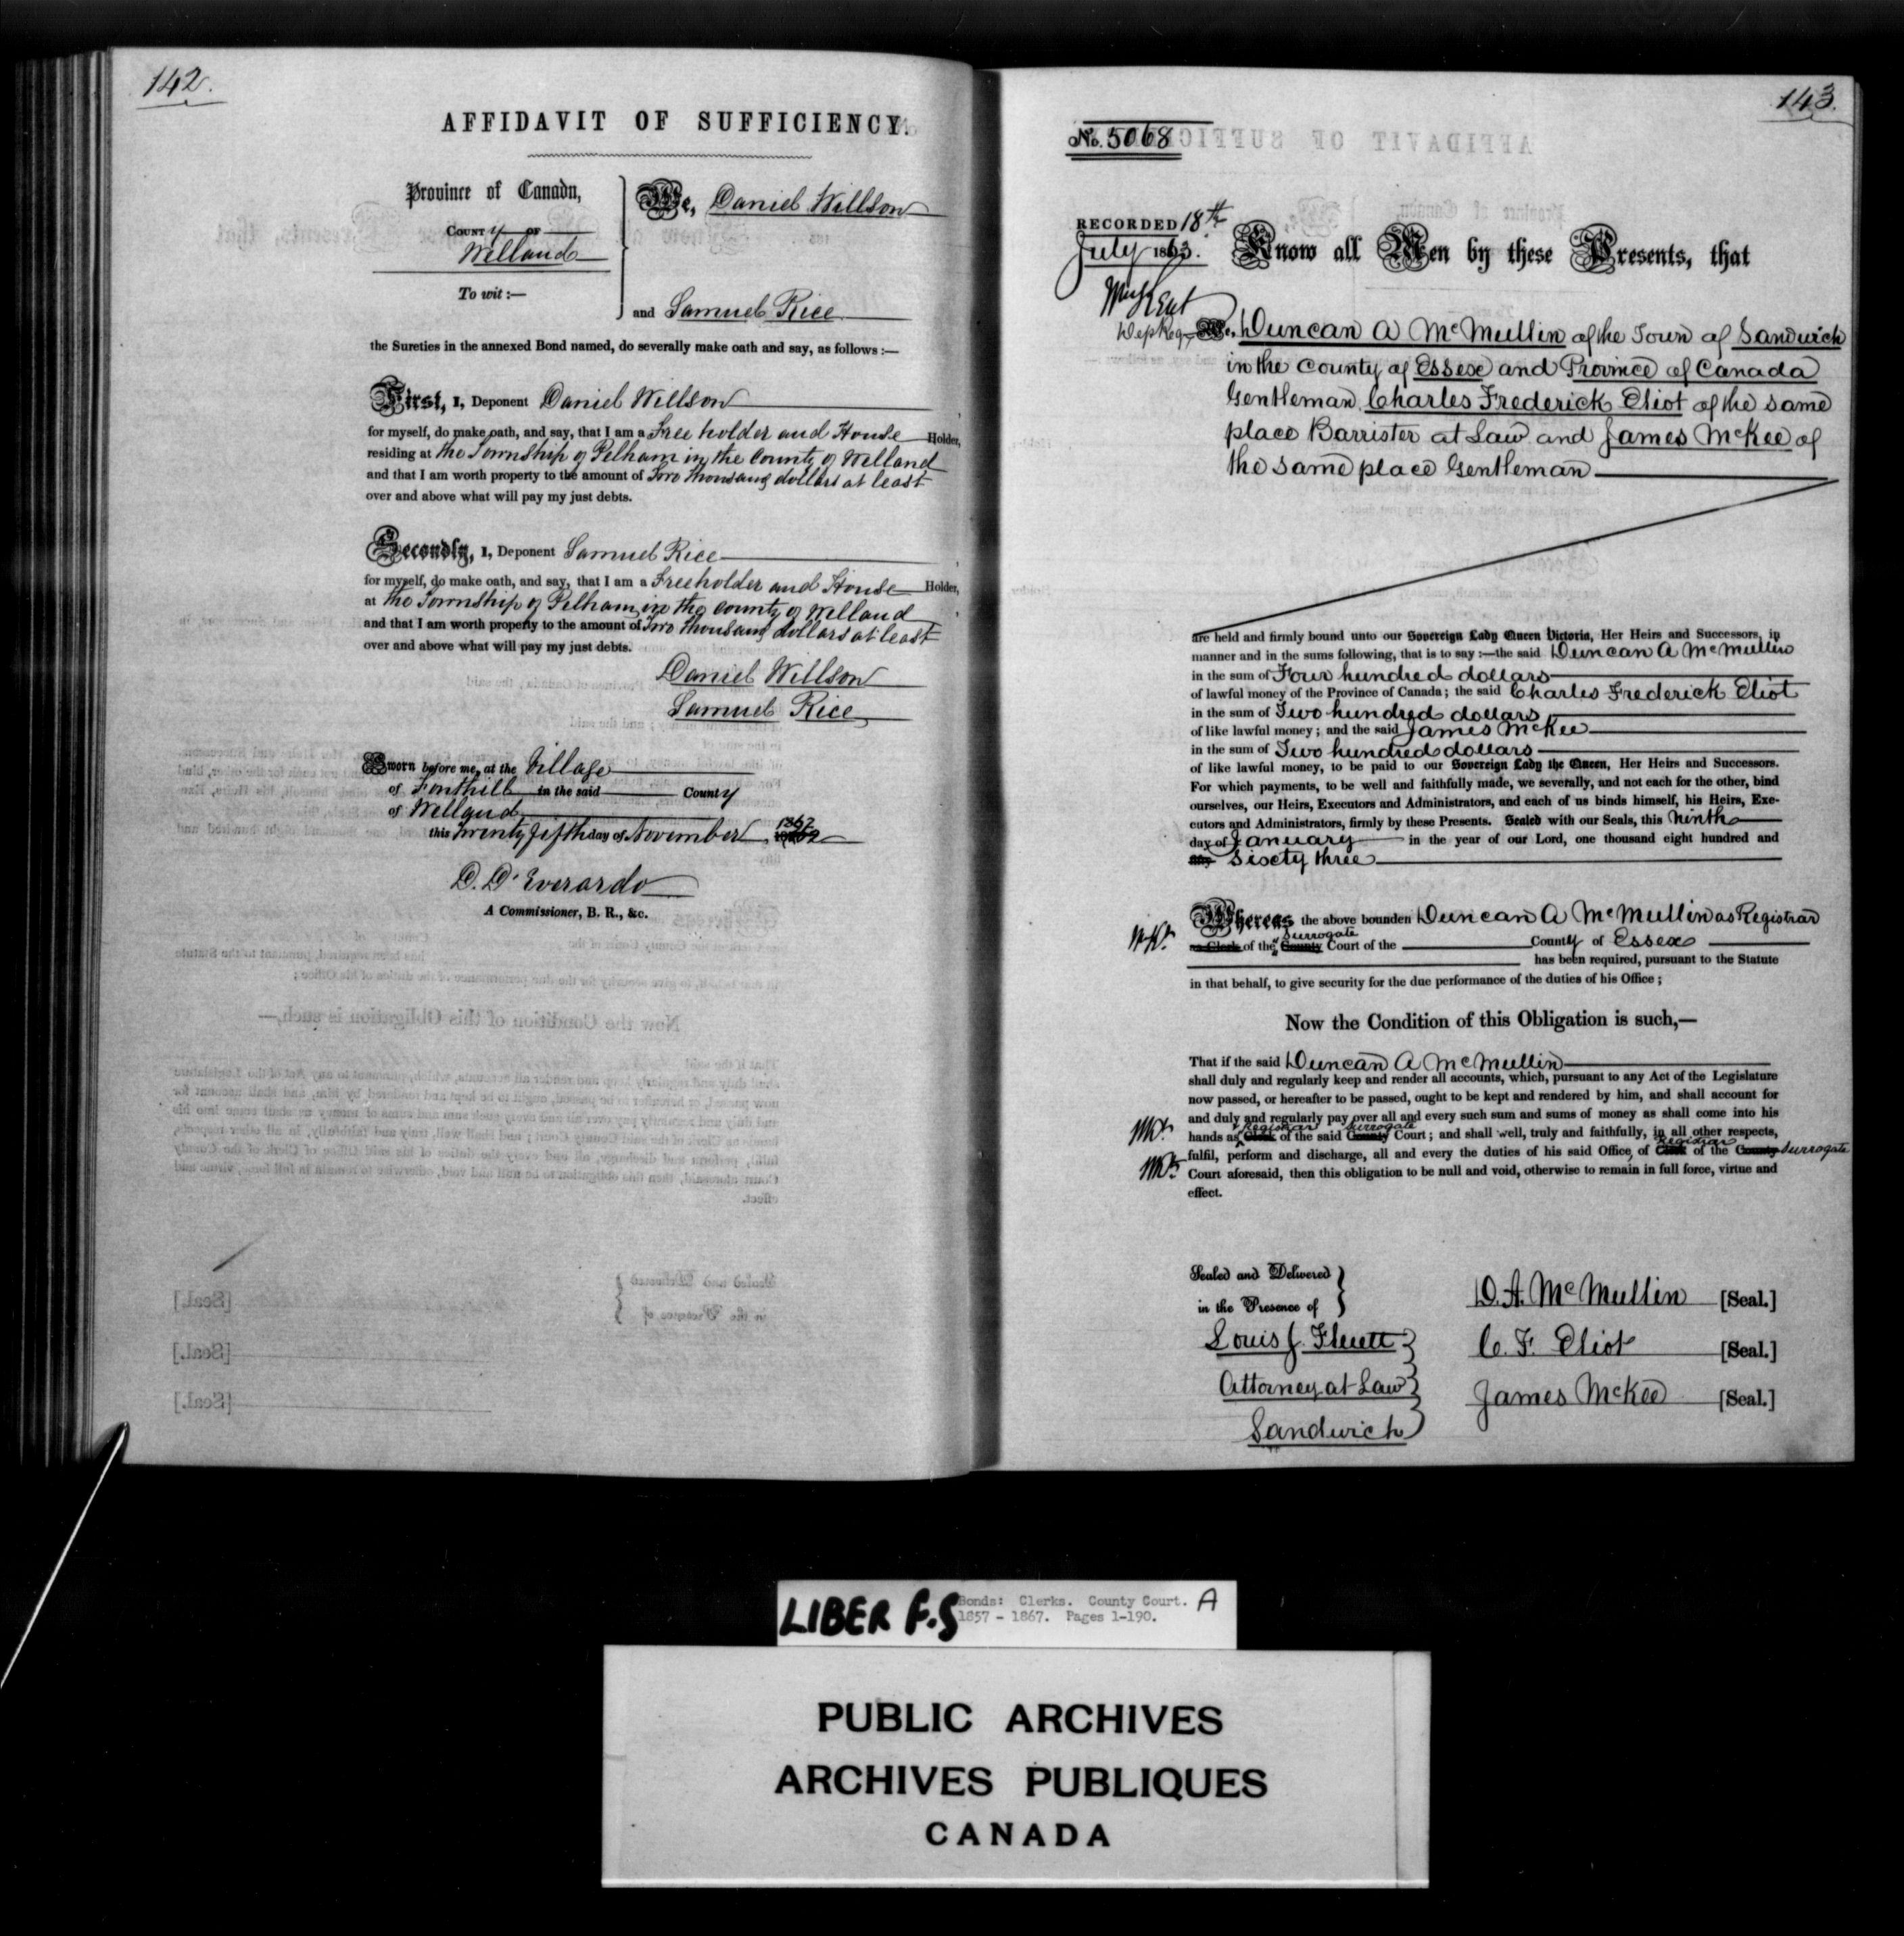 142.
AFFIDAVIT OF SUFFICIENCY.
Province of Canada,
COUNTY OF
Welland
To wit :—
We, Daniel Willson
and Samuel Rice
the Sureties in the annexed Bond named, do severally make oath and say, as follows :—
First, I, Deponent Daniel Willson
for myself, do make oath, and say, that I am a Free holder and House Holder,
residing at the Township of Pelham in the County of Welland
and that I am worth property to the amount of Two thousand dollars at least
over and above what will pay my just debts.
Secondly, I, Deponent Samuel Rice
for myself, do make oath, and say, that I am a Freeholder and House Holder,
at the Township of Pelham in the County of Welland
and that I am worth property to the amount of Two thousand dollars at least
over and above what will pay my just debts.
Daniel Willson
Samuel Rice
Sworn before me, at the Village
of Fonthill in the said County
of Welland
this Twenty fifth day of November 1862
D. D'Everardo
A Commissioner, B. R., &c.
143.
No. 5068
RECORDED 18th
July 1863.
Dep Reg
Know all Men by these Presents, that
We, Duncan A McMullin of the Town of Sandwich
in the County of Essex and Province of Canada
Gentleman, Charles Frederick Eliot of the same
place Barrister at Law and James McKee of
the same place Gentleman
are held and firmly bound unto our Sovereign Lady Queen Victoria, Her Heirs and Successors, in
manner and in the sums following, that is to say :—the said Duncan A McMullin
in the sum of Four hundred dollars
of lawful money of the Province of Canada ; the said Charles Frederick Eliot
in the sum of Two hundred dollars
of like lawful money ; and the said James McKee
in the sum of Two hundred dollars
of like lawful money, to be paid to our Sovereign Lady the Queen, Her Heirs and Successors.
For which payments, to be well and faithfully made, we severally, and not each for the other, bind
ourselves, our Heirs, Executors and Administrators, and each of us binds himself, his Heirs, Exe-
cutors and Administrators, firmly by these Presents. Sealed with our Seals, this ninth
day of January in the year of our Lord, one thousand eight hundred and
sixty three
Whereas the above bounden Duncan A McMullin as Registrar
as Clerk of the County Surrogate Court of the County of Essex
has been required, pursuant to the Statute
in that behalf, to give security for the due performance of the duties of his Office ;
Now the Condition of this Obligation is such,—
That if the said Duncan A McMullin
shall duly and regularly keep and render all accounts, which, pursuant to any Act of the Legislature
now passed, or hereafter to be passed, ought to be kept and rendered by him, and shall account for
and duly and regularly pay over all and every such sum and sums of money as shall come into his
hands as Clerk Registrar of the said County Surrogate Court ; and shall well, truly and faithfully, in all other respects,
fulfil, perform and discharge, all and every the duties of his said Office, of Clerk Registrar of the County Surrogate
Court aforesaid, then this obligation to be null and void, otherwise to remain in full force, virtue and
effect.
Sealed and Delivered
in the Presence of
Louis J. Fluett
Attorney at Law
Sandwich
D. A. McMullin [Seal.]
C. F. Eliot [Seal.]
James McKee [Seal.]
LIBER F.S
Bonds: Clerks. County Court. A
1857 - 1867. Pages 1-190.
PUBLIC ARCHIVES
ARCHIVES PUBLIQUES
CANADA